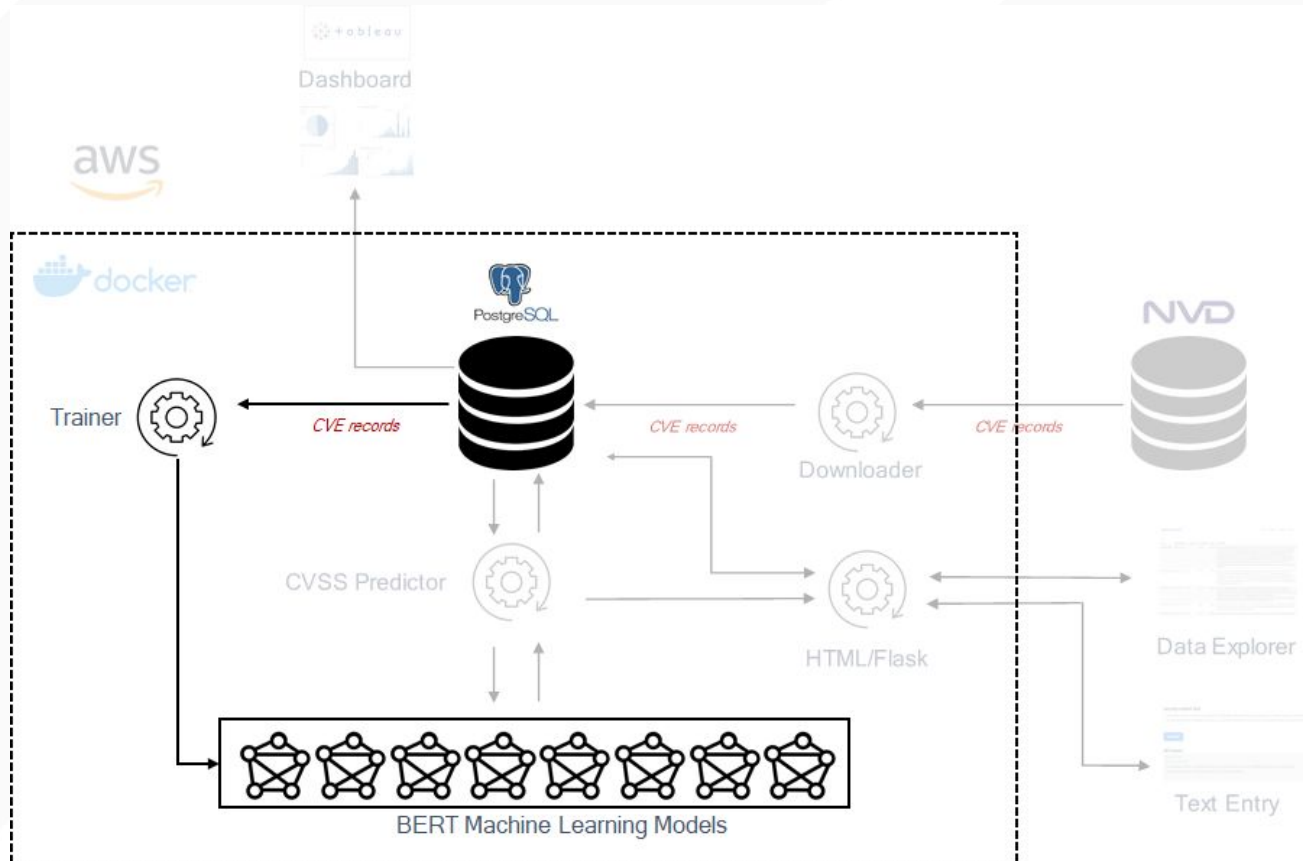 + a b l e a u
Dashboard
aws
docker
PostgreSQL
NVD
Trainer
CVE records
CVE records
CVE records
Downloader
CVSS Predictor
HTML/Flask
Data Explorer
Text Entry
BERT Machine Learning Models